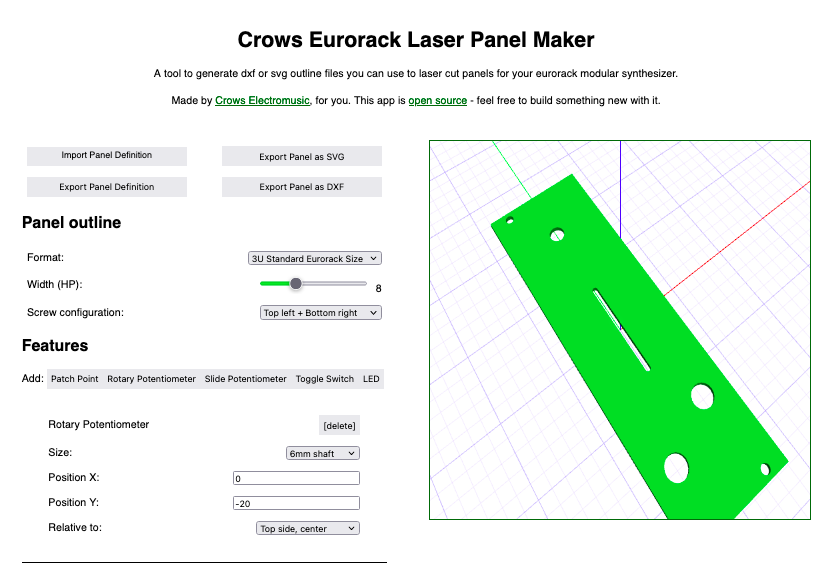 Crows Eurorack Laser Panel Maker
A tool to generate dxf or svg outline files you can use to laser cut panels for your eurorack modular synthesizer.
Made by Crows Electromusic, for you. This app is open source - feel free to build something new with it.
Import Panel Definition
Export Panel as SVG
Export Panel Definition
Export Panel as DXF
Panel outline
Format: 3U Standard Eurorack Size
Width (HP): 8
Screw configuration: Top left + Bottom right
Features
Add: Patch Point Rotary Potentiometer Slide Potentiometer Toggle Switch LED
Rotary Potentiometer [delete]
Size: 6mm shaft
Position X: 0
Position Y: -20
Relative to: Top side, center